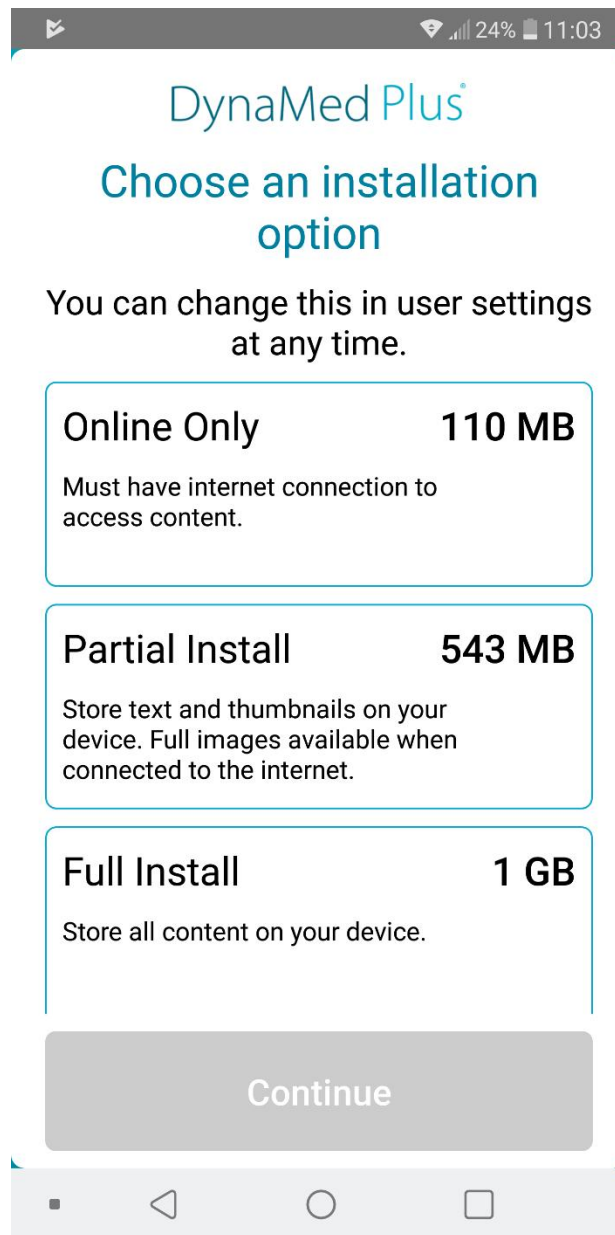 24% 11:03
DynaMed Plus®
Choose an installation
option
You can change this in user settings
at any time.
Online Only 110 MB
Must have internet connection to
access content.
Partial Install 543 MB
Store text and thumbnails on your
device. Full images available when
connected to the internet.
Full Install 1 GB
Store all content on your device.
Continue